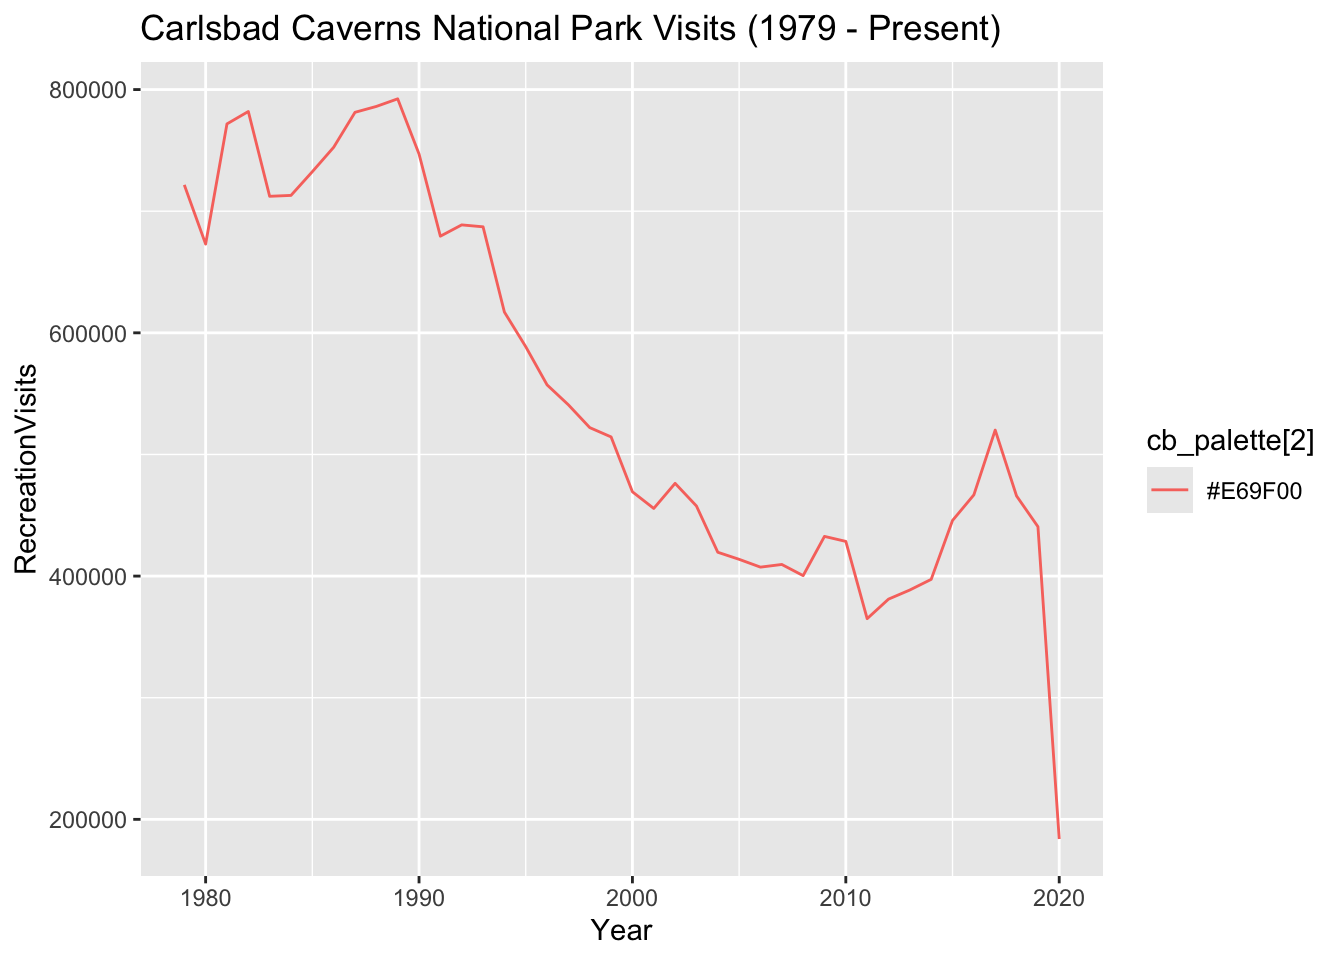 Carlsbad Caverns National Park Visits (1979 - Present)
800000
600000
400000
200000
RecreationVisits
1980
1990
2000
2010
2020
Year
cb_palette[2]
#E69F00